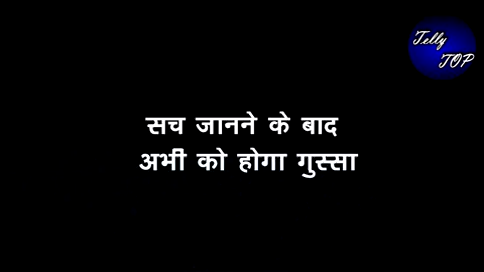 Telly
TOP
सच जानने के बाद
अभी को होगा गुस्सा